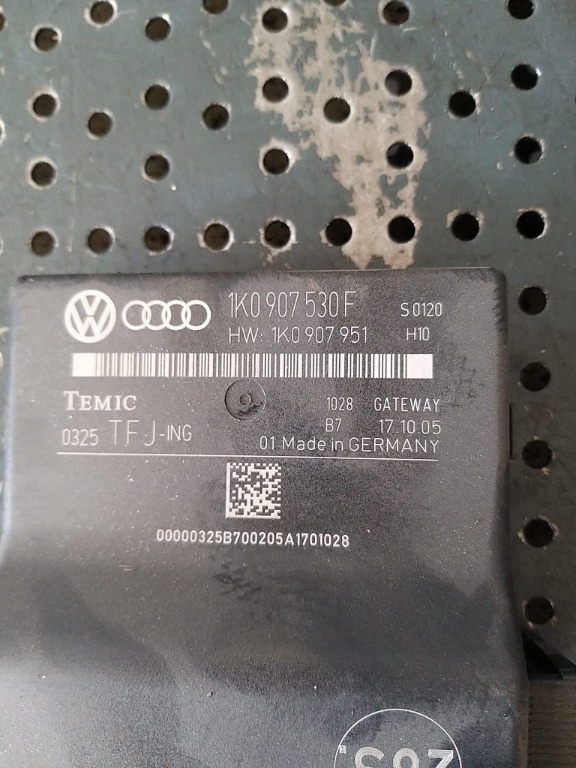 1K0 907 530 F S 0120
HW: 1K0 907 951 H10
TEMIC 1028 GATEWAY
0325 TFJ-ING B7 17.10.05
01 Made in GERMANY
00000325B700205A1701028